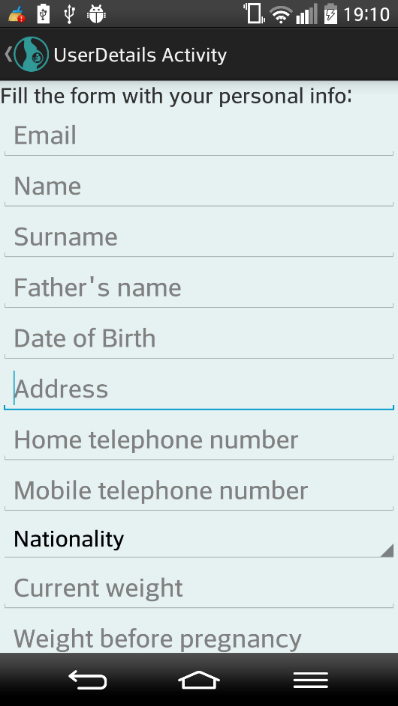 19:10
UserDetails Activity
Fill the form with your personal info:
Email
Name
Surname
Father's name
Date of Birth
Address
Home telephone number
Mobile telephone number
Nationality
Current weight
Weight before pregnancy